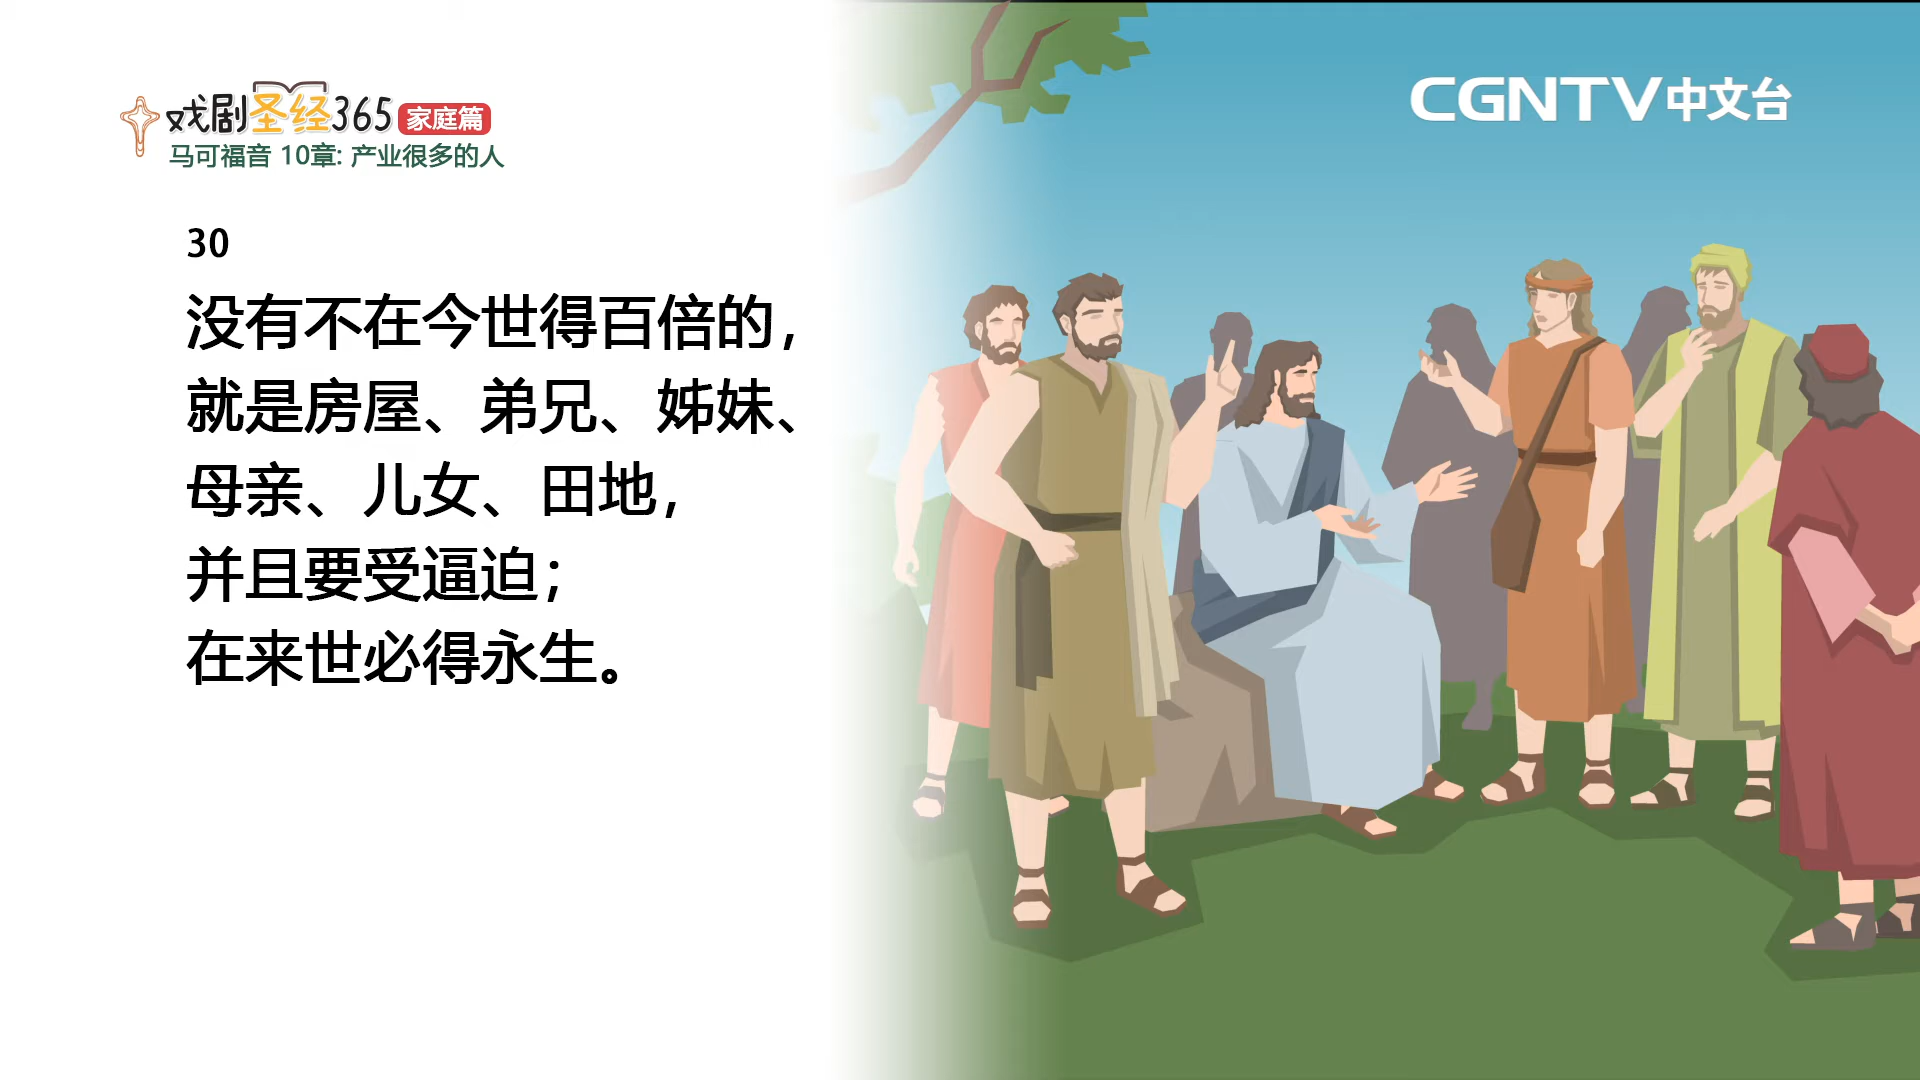 戏剧圣经365 家庭篇
马可福音 10章: 产业很多的人
CGNTV中文台
30
没有不在今世得百倍的，
就是房屋、弟兄、姊妹、
母亲、儿女、田地，
并且要受逼迫；
在来世必得永生。